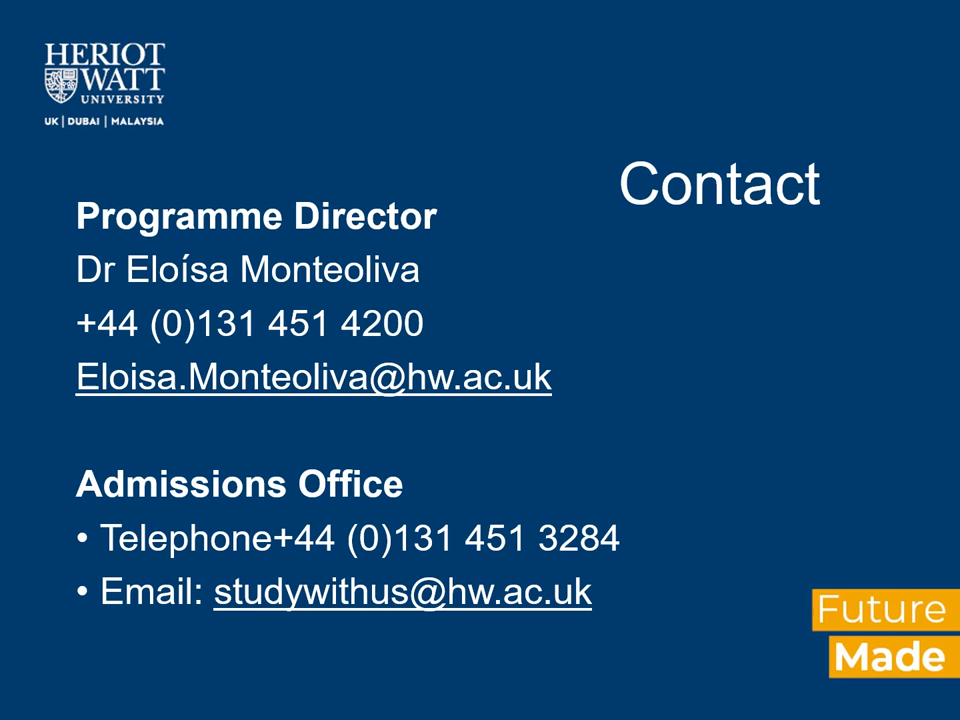 HERIOT
WATT
UNIVERSITY
UK | DUBAI | MALAYSIA
Contact
Programme Director
Dr Eloísa Monteoliva
+44 (0)131 451 4200
Eloisa.Monteoliva@hw.ac.uk
Admissions Office
• Telephone+44 (0)131 451 3284
• Email: studywithus@hw.ac.uk
Future
Made